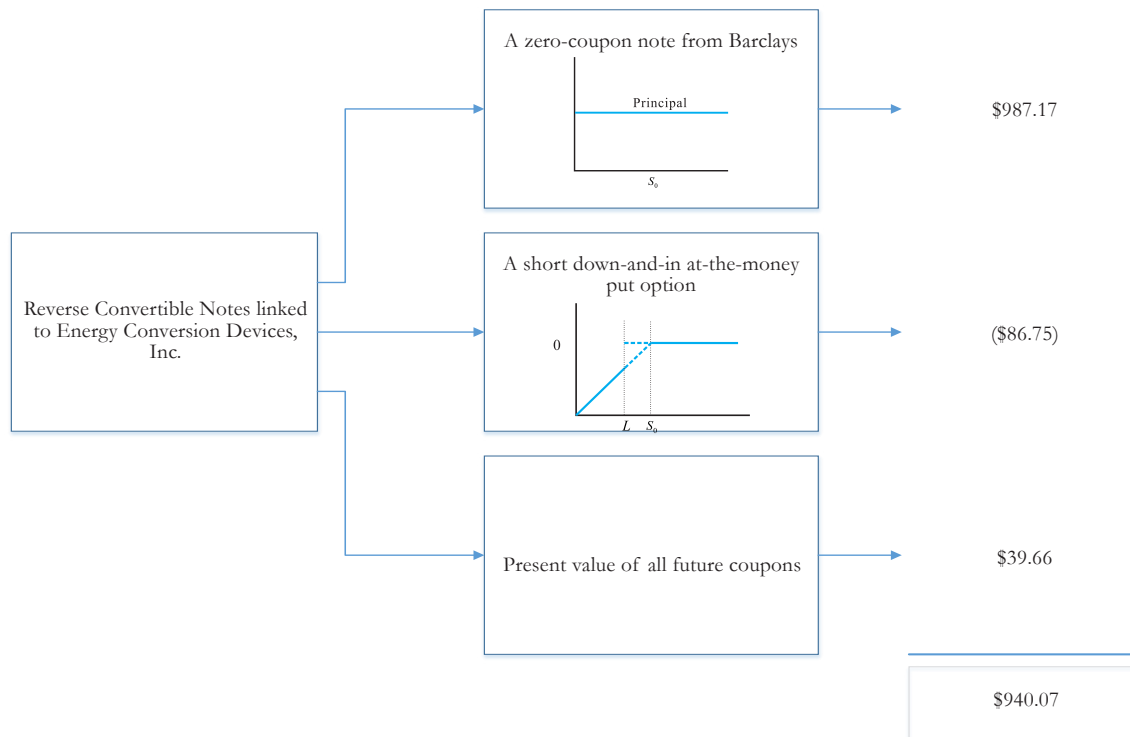 A zero-coupon note from Barclays
Principal
S₀
$987.17
Reverse Convertible Notes linked
to Energy Conversion Devices,
Inc.
A short down-and-in at-the-money
put option
0
L S₀
($86.75)
Present value of all future coupons
$39.66
$940.07